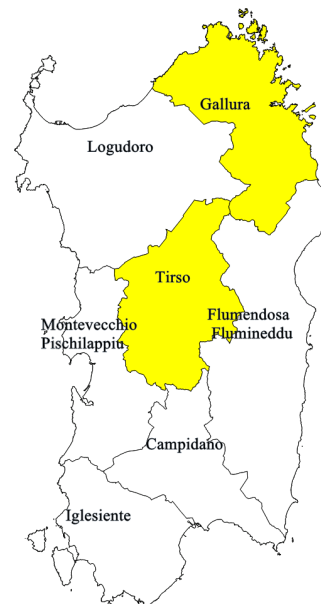 Gallura
Logudoro
Tirso
Montevecchio
Pischilappiu
Flumendosa
Flumineddu
Campidano
Iglesiente